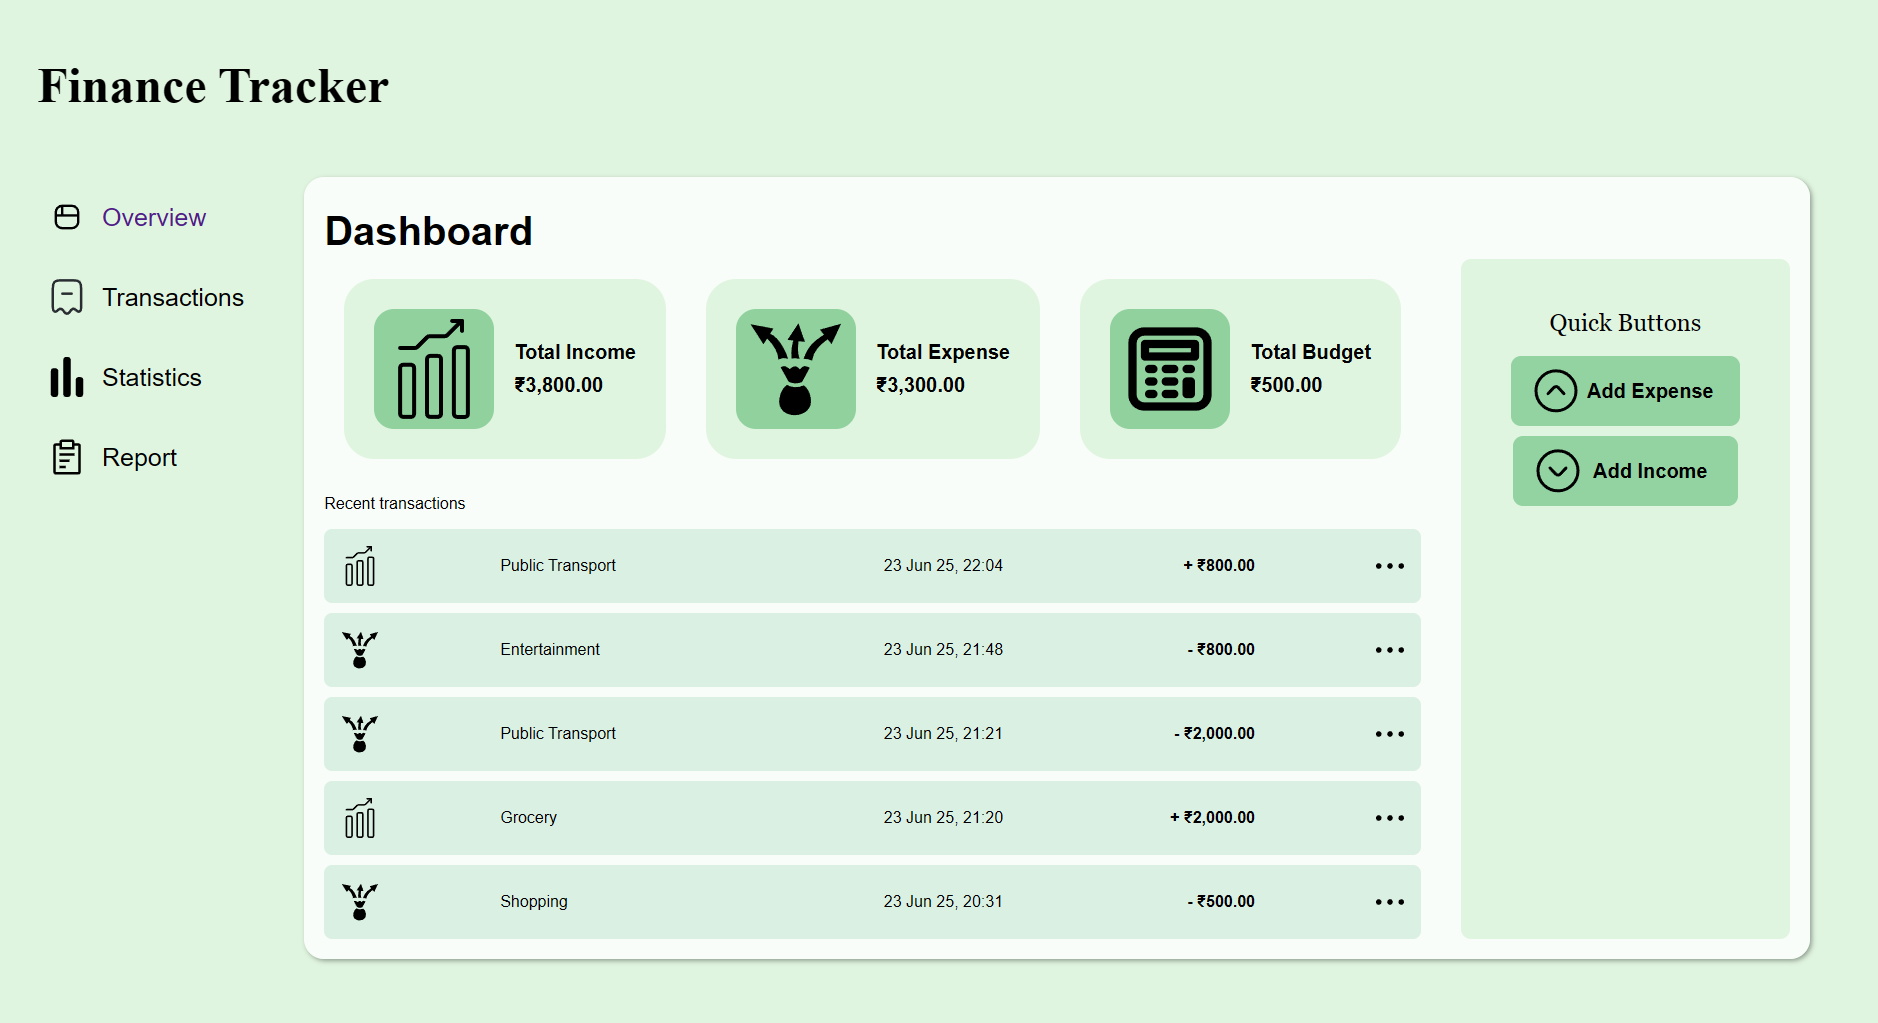 Finance Tracker
Overview
Transactions
Statistics
Report
Dashboard
Total Income
₹3,800.00
Total Expense
₹3,300.00
Total Budget
₹500.00
Quick Buttons
Add Expense
Add Income
Recent transactions
Public Transport 23 Jun 25, 22:04 + ₹800.00
Entertainment 23 Jun 25, 21:48 - ₹800.00
Public Transport 23 Jun 25, 21:21 - ₹2,000.00
Grocery 23 Jun 25, 21:20 + ₹2,000.00
Shopping 23 Jun 25, 20:31 - ₹500.00